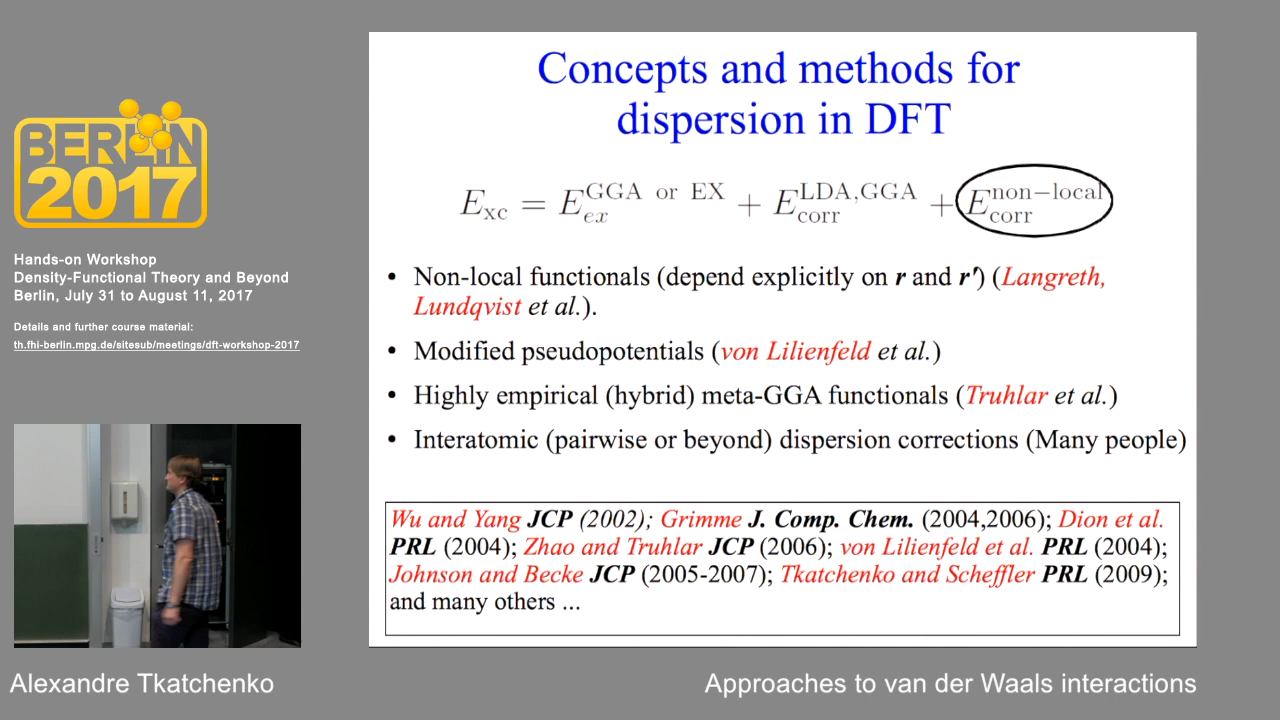 BERLIN
2017
Hands-on Workshop
Density-Functional Theory and Beyond
Berlin, July 31 to August 11, 2017
Details and further course material:
th.fhi-berlin.mpg.de/sitesub/meetings/dft-workshop-2017
Concepts and methods for
dispersion in DFT
E_xc = E_ex^GGA or EX + E_corr^LDA,GGA + E_corr^non-local
• Non-local functionals (depend explicitly on r and r') (Langreth,
Lundqvist et al.).
• Modified pseudopotentials (von Lilienfeld et al.)
• Highly empirical (hybrid) meta-GGA functionals (Truhlar et al.)
• Interatomic (pairwise or beyond) dispersion corrections (Many people)
Wu and Yang JCP (2002); Grimme J. Comp. Chem. (2004,2006); Dion et al.
PRL (2004); Zhao and Truhlar JCP (2006); von Lilienfeld et al. PRL (2004);
Johnson and Becke JCP (2005-2007); Tkatchenko and Scheffler PRL (2009);
and many others ...
Alexandre Tkatchenko
Approaches to van der Waals interactions